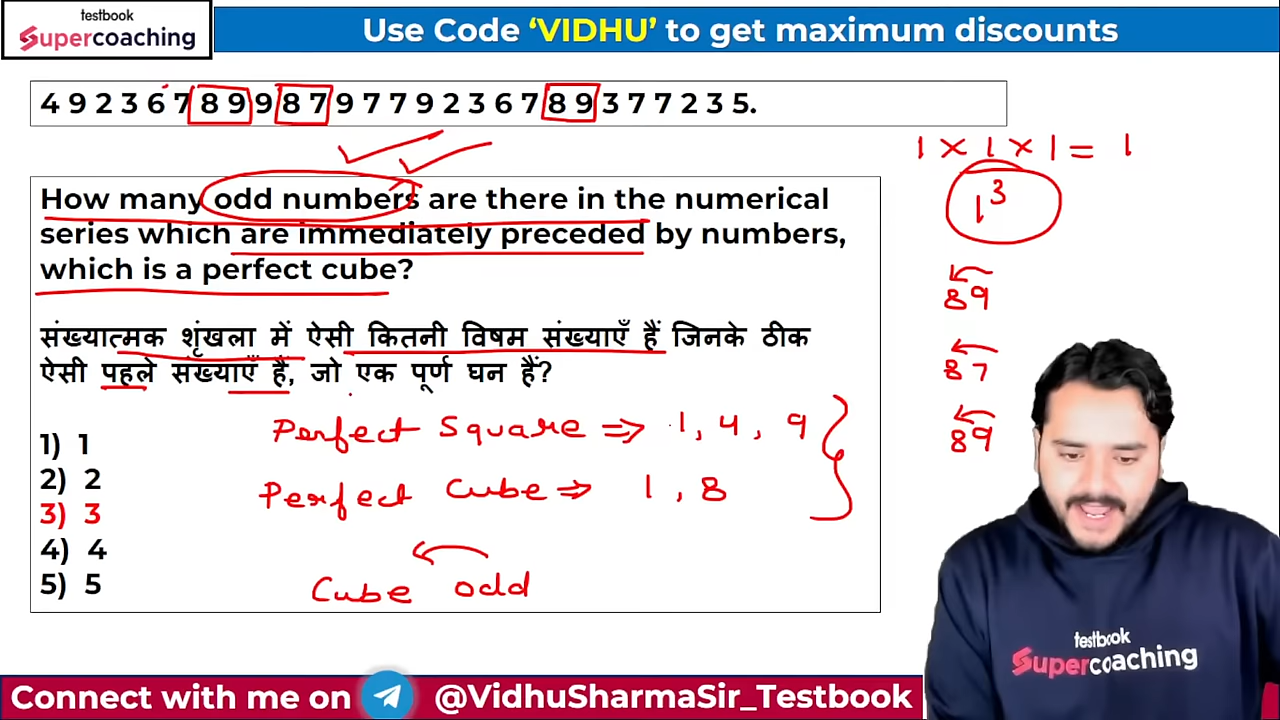 testbook
Supercoaching
Use Code ‘VIDHU’ to get maximum discounts
4 9 2 3 6 7 8 9 9 8 7 9 7 7 9 2 3 6 7 8 9 3 7 7 2 3 5.
1 × 1 × 1 = 1
1³
How many odd numbers are there in the numerical
series which are immediately preceded by numbers,
which is a perfect cube?
89
87
89
संख्यात्मक शृंखला में ऐसी कितनी विषम संख्याएँ हैं जिनके ठीक
ऐसी पहले संख्याएँ हैं, जो एक पूर्ण घन हैं?
Perfect Square ⇒ 1, 4, 9
Perfect Cube ⇒ 1, 8
Cube odd
1) 1
2) 2
3) 3
4) 4
5) 5
testbook
Supercoaching
Connect with me on @VidhuSharmaSir_Testbook